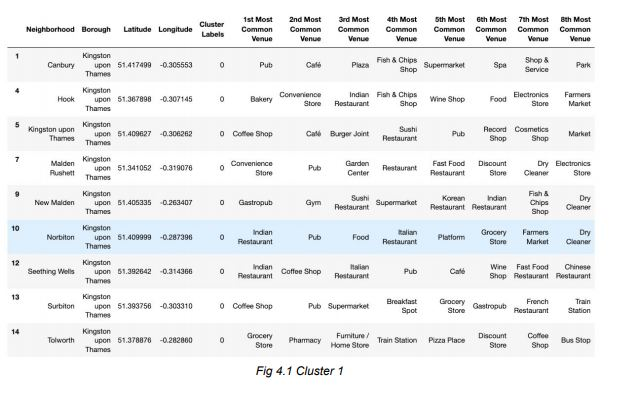 Neighborhood Borough Latitude Longitude Cluster Labels 1st Most Common Venue 2nd Most Common Venue 3rd Most Common Venue 4th Most Common Venue 5th Most Common Venue 6th Most Common Venue 7th Most Common Venue 8th Most Common Venue
1 Canbury Kingston upon Thames 51.417499 -0.305553 0 Pub Café Plaza Fish & Chips Shop Supermarket Spa Shop & Service Park
4 Hook Kingston upon Thames 51.367898 -0.307145 0 Bakery Convenience Store Indian Restaurant Fish & Chips Shop Wine Shop Food Electronics Store Farmers Market
5 Kingston upon Thames Kingston upon Thames 51.409627 -0.306262 0 Coffee Shop Café Burger Joint Sushi Restaurant Pub Record Shop Cosmetics Shop Market
7 Malden Rushett Kingston upon Thames 51.341052 -0.319076 0 Convenience Store Pub Garden Center Restaurant Fast Food Restaurant Discount Store Dry Cleaner Electronics Store
9 New Malden Kingston upon Thames 51.405335 -0.263407 0 Gastropub Gym Sushi Restaurant Supermarket Korean Restaurant Indian Restaurant Fish & Chips Shop Dry Cleaner
10 Norbiton Kingston upon Thames 51.409999 -0.287396 0 Indian Restaurant Pub Food Italian Restaurant Platform Grocery Store Farmers Market Dry Cleaner
12 Seething Wells Kingston upon Thames 51.392642 -0.314366 0 Indian Restaurant Coffee Shop Italian Restaurant Pub Café Wine Shop Fast Food Restaurant Chinese Restaurant
13 Surbiton Kingston upon Thames 51.393756 -0.303310 0 Coffee Shop Pub Supermarket Breakfast Spot Grocery Store Gastropub French Restaurant Train Station
14 Tolworth Kingston upon Thames 51.378876 -0.282860 0 Grocery Store Pharmacy Furniture / Home Store Train Station Pizza Place Discount Store Coffee Shop Bus Stop
Fig 4.1 Cluster 1